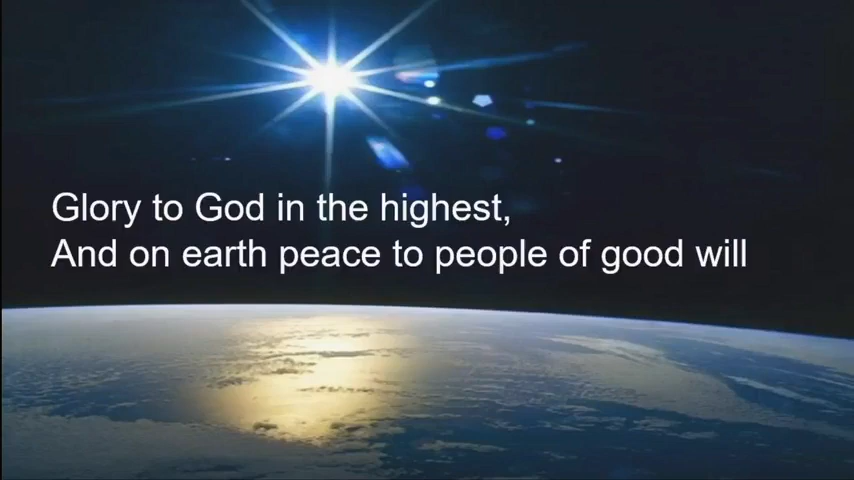 Glory to God in the highest,
And on earth peace to people of good will